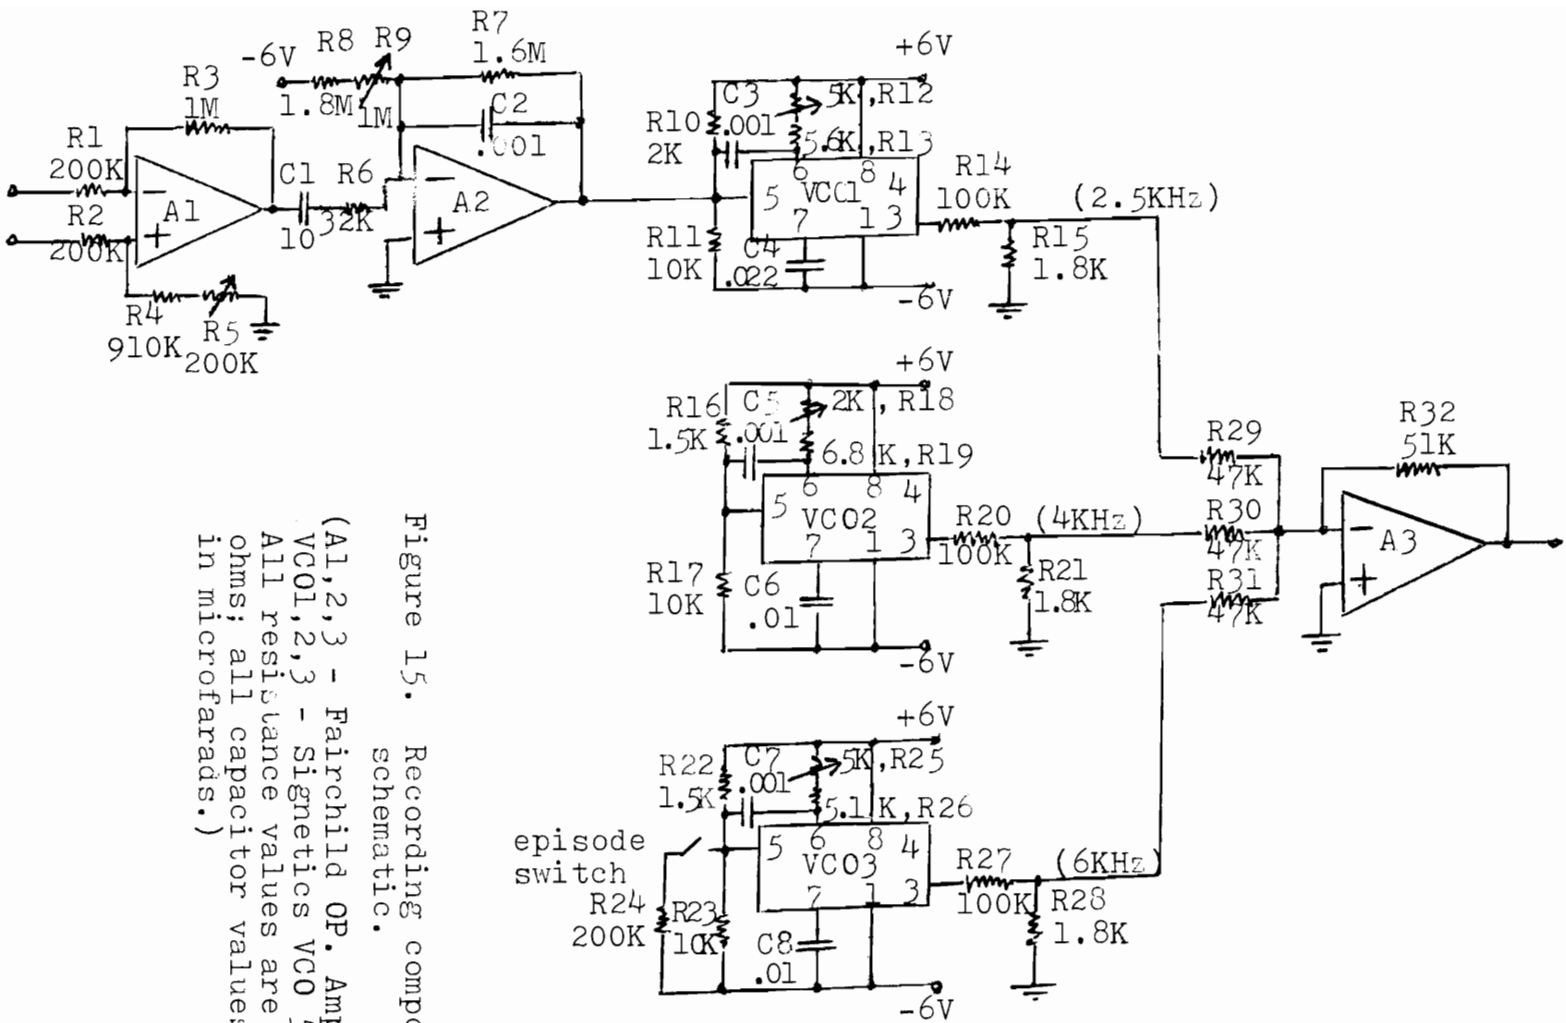 -6V
R8
R9
R7
1.6M
1.8M
1M
C2
.001
R3
1M
R1
200K
R2
200K
A1
C1
10
R6
32K
A2
R4
910K
R5
200K
+6V
R10
2K
C3
.001
5K,R12
5.6K,R13
6
8
5
VCO1
4
7
1
3
R11
10K
C4
.022
-6V
R14
100K
(2.5KHz)
R15
1.8K
+6V
R16
1.5K
C5
.001
2K,R18
6.8K,R19
6
8
4
5
VCO2
7
1
3
R17
10K
C6
.01
-6V
R20
100K
(4KHz)
R21
1.8K
R29
47K
R30
47K
R31
47K
R32
51K
A3
+6V
R22
1.5K
C7
.001
5K,R25
5.1K,R26
6
8
4
5
VCO3
7
1
3
episode
switch
R24
200K
R23
10K
C8
.01
-6V
R27
100K
(6KHz)
R28
1.8K
Figure 15. Recording
schematic.
(A1,2,3 - Fairchild OP.
VCO1,2,3 - Signetics VCO
All resistance values are
ohms; all capacitor values
in microfarads.)